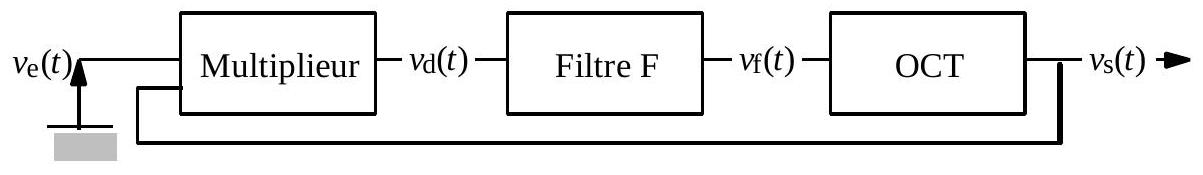 ve(t) Multiplieur vd(t) Filtre F vf(t) OCT vs(t)